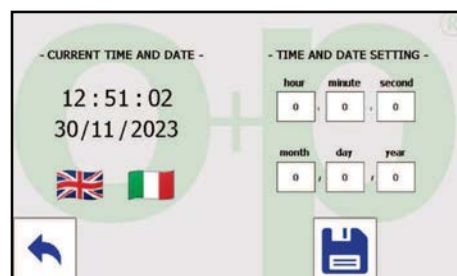 - CURRENT TIME AND DATE -
12 : 51 : 02
30/11/2023
- TIME AND DATE SETTING -
hour minute second
0 , 0 , 0
month day year
0 , 0 , 0
o+p ®